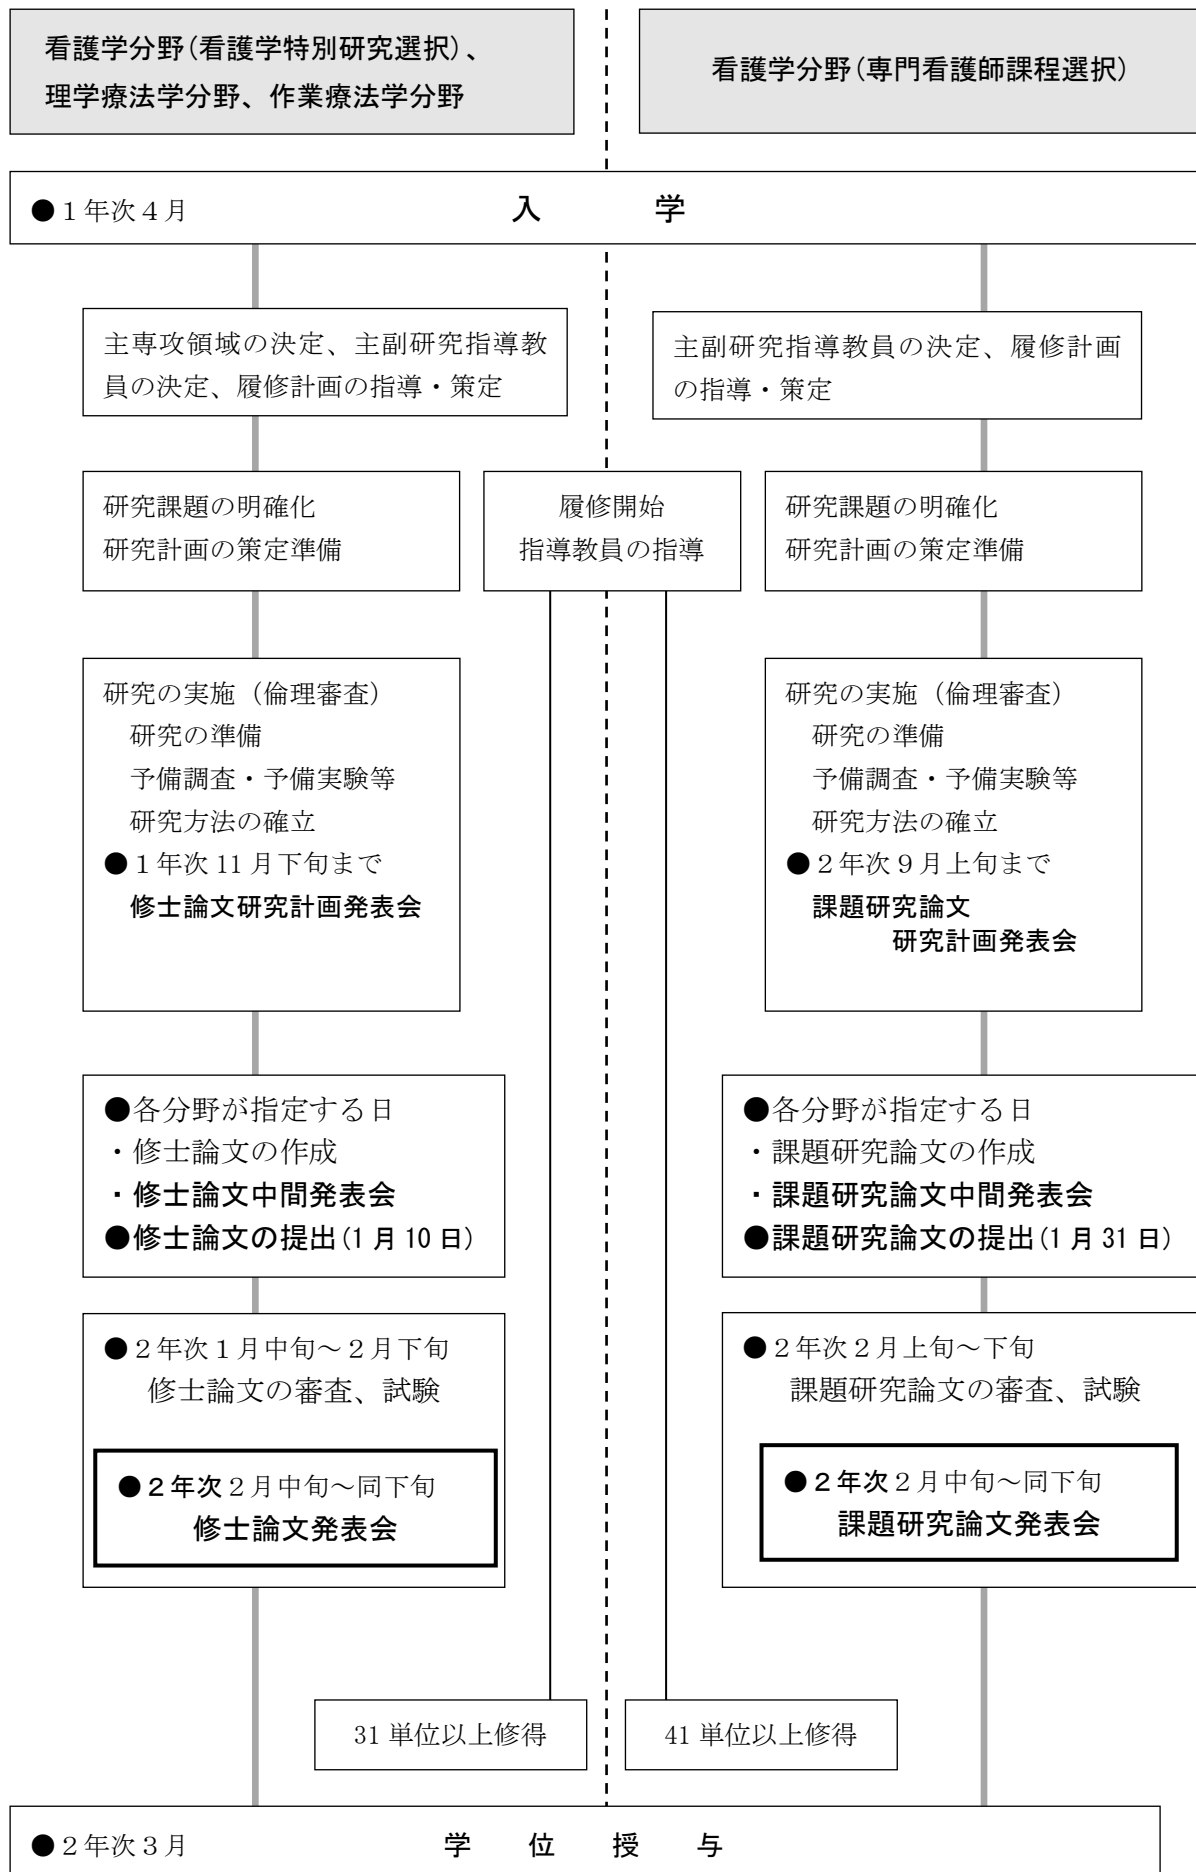 看護学分野(看護学特別研究選択)、
理学療法学分野、作業療法学分野
看護学分野(専門看護師課程選択)
●１年次４月 入 学
主専攻領域の決定、主副研究指導教
員の決定、履修計画の指導・策定
主副研究指導教員の決定、履修計画
の指導・策定
研究課題の明確化
研究計画の策定準備
履修開始
指導教員の指導
研究課題の明確化
研究計画の策定準備
研究の実施（倫理審査）
研究の準備
予備調査・予備実験等
研究方法の確立
●１年次 11 月下旬まで
修士論文研究計画発表会
研究の実施（倫理審査）
研究の準備
予備調査・予備実験等
研究方法の確立
●２年次９月上旬まで
課題研究論文
研究計画発表会
●各分野が指定する日
・修士論文の作成
・修士論文中間発表会
●修士論文の提出(1 月 10 日)
●各分野が指定する日
・課題研究論文の作成
・課題研究論文中間発表会
●課題研究論文の提出(1 月 31 日)
●２年次１月中旬～２月下旬
修士論文の審査、試験
●２年次２月中旬～同下旬
修士論文発表会
●２年次２月上旬～下旬
課題研究論文の審査、試験
●２年次２月中旬～同下旬
課題研究論文発表会
31 単位以上修得
41 単位以上修得
●２年次３月 学 位 授 与